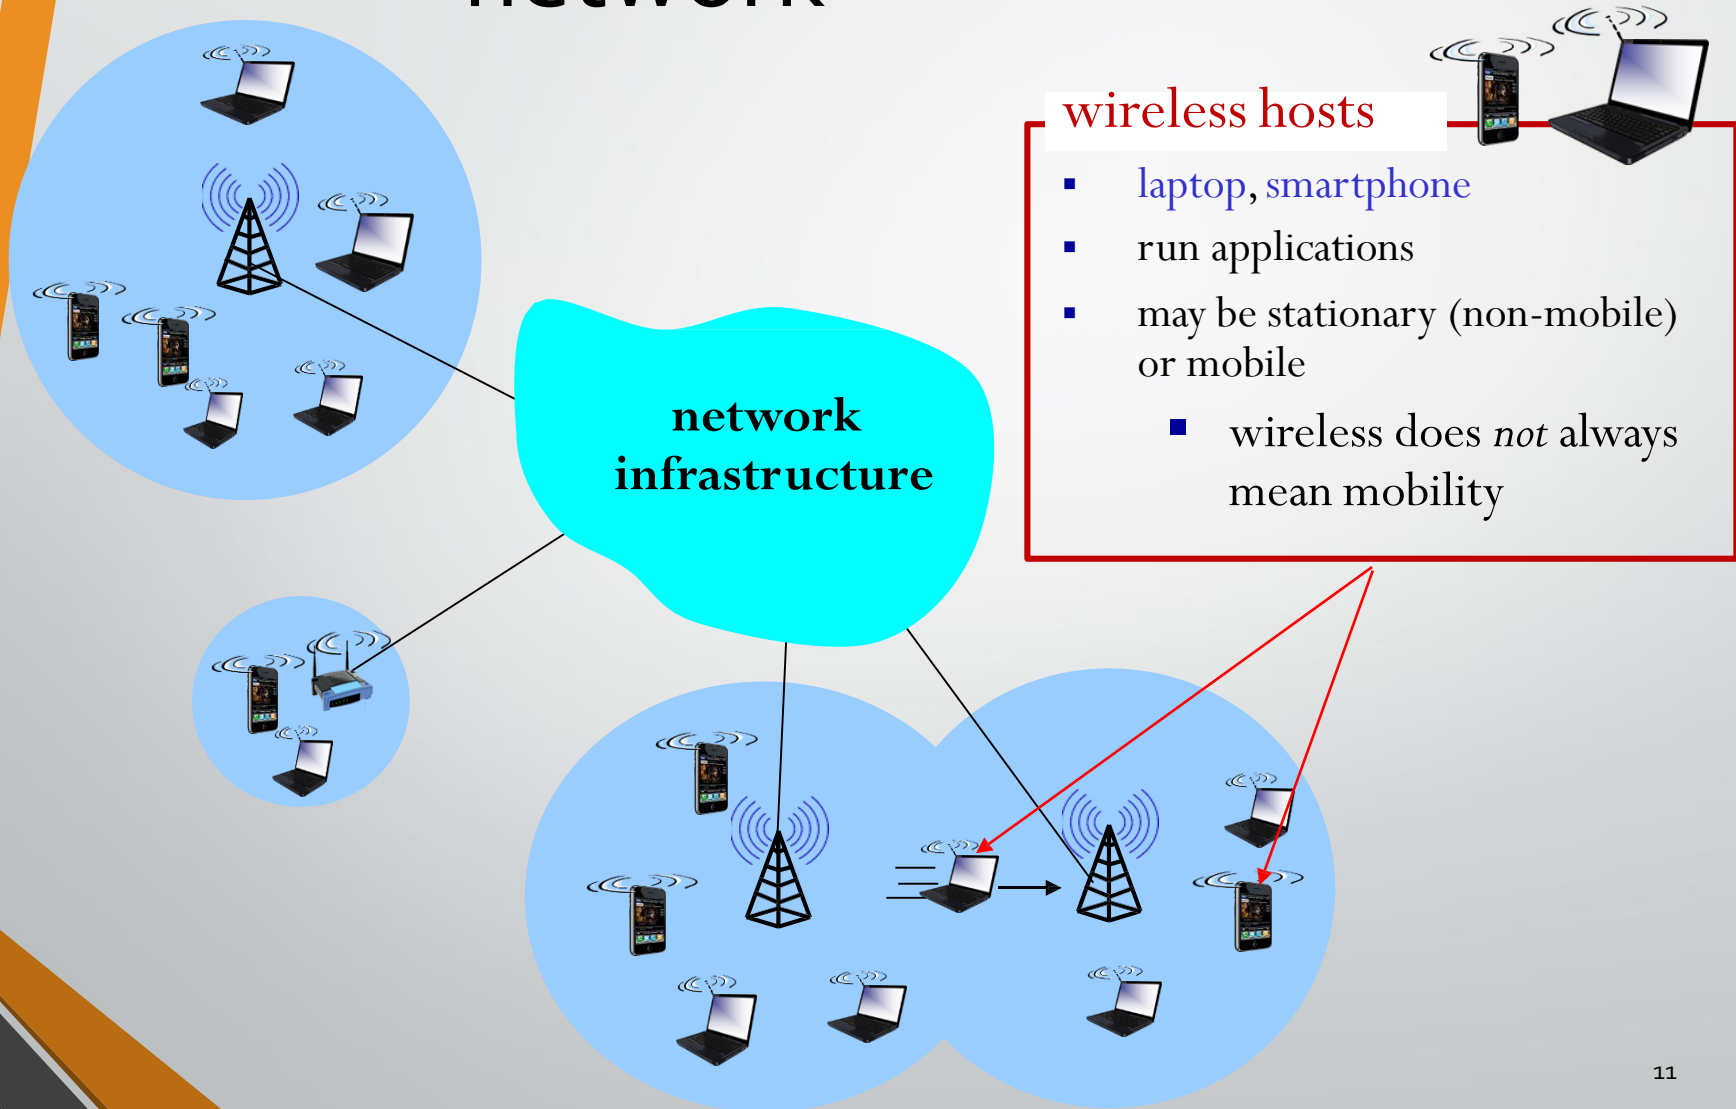 network
wireless hosts
laptop, smartphone
run applications
may be stationary (non-mobile)
or mobile
wireless does not always
mean mobility
network
infrastructure
11